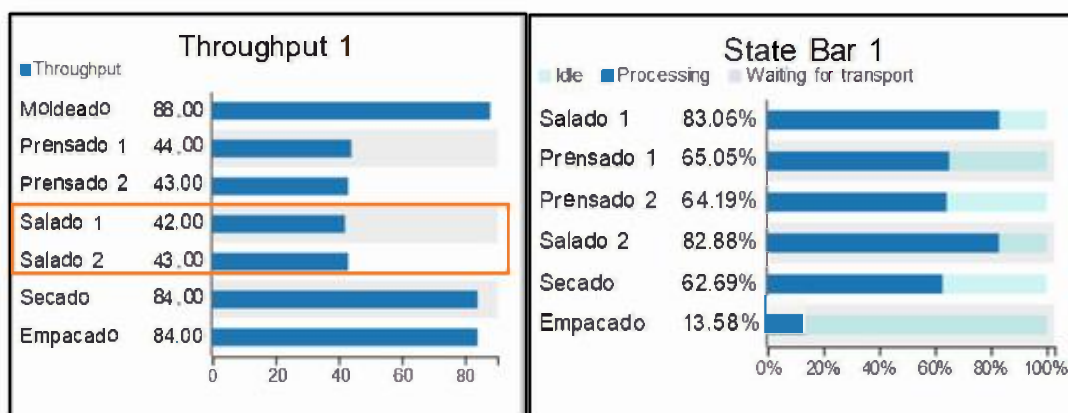 Throughput 1
Throughput
Moldeado 88.00
Prensado 1 44.00
Prensado 2 43.00
Salado 1 42.00
Salado 2 43.00
Secado 84.00
Empacado 84.00
0 20 40 60 80
State Bar 1
Idle Processing Waiting for transport
Salado 1 83.06%
Prensado 1 65.05%
Prensado 2 64.19%
Salado 2 82.88%
Secado 62.69%
Empacado 13.58%
0% 20% 40% 60% 80% 100%